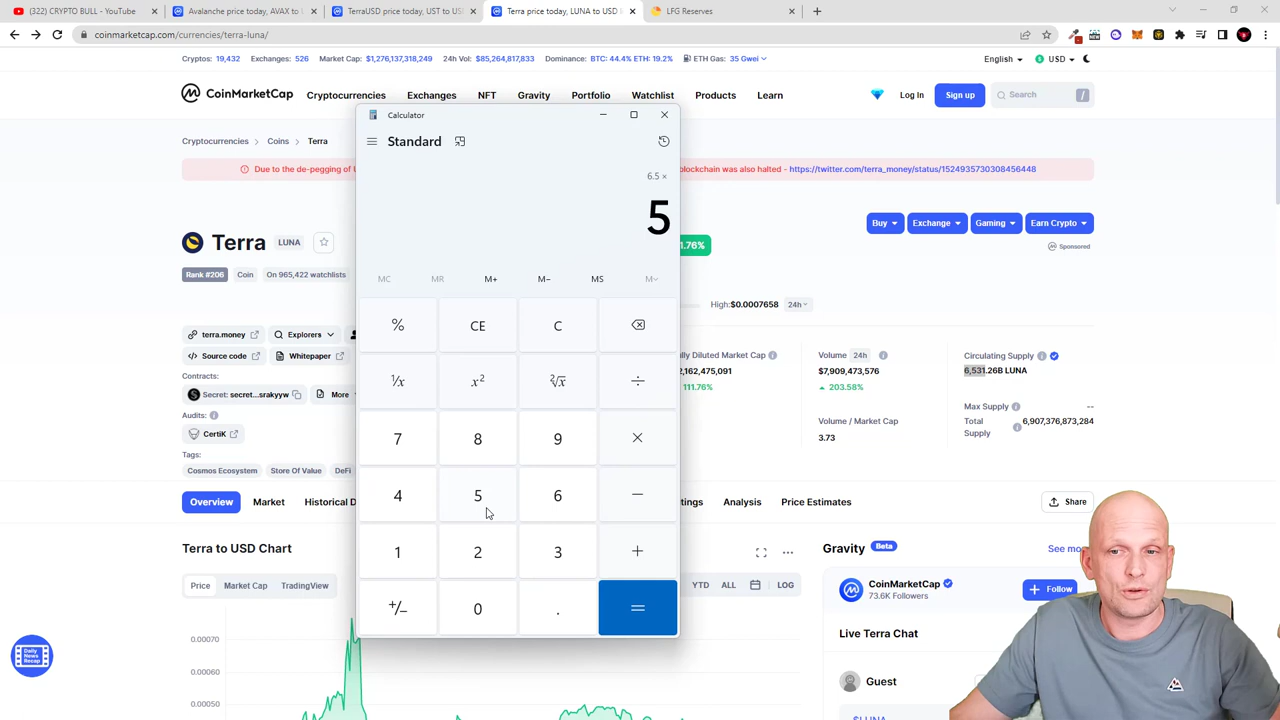 (322) CRYPTO BULL - YouTube
Avalanche price today, AVAX to
TerraUSD price today, UST to US
Terra price today, LUNA to USD
LFG Reserves
coinmarketcap.com/currencies/terra-luna/
Cryptos: 19,432 Exchanges: 526 Market Cap: $1,276,137,318,249 24h Vol: $85,264,817,833 Dominance: BTC: 44.4% ETH: 19.2% ETH Gas: 35 Gwei
English USD
CoinMarketCap Cryptocurrencies Exchanges NFT Gravity Portfolio Watchlist Products Learn
Log In Sign up Search /
Calculator
Cryptocurrencies Coins Terra
Standard
Due to the de-pegging of
blockchain was also halted - https://twitter.com/terra_money/status/1524935730308456448
6.5 ×
5
Buy Exchange Gaming Earn Crypto
Terra LUNA
1.76%
Sponsored
Rank #206 Coin On 965,422 watchlists
MC MR M+ M- MS M
High:$0.0007658 24h
% CE C
terra.money Explorers
Source code Whitepaper
Fully Diluted Market Cap Volume 24h Circulating Supply
2,162,475,091 $7,909,473,576 6,531.26B LUNA
111.76% 203.58%
Contracts:
Secret: secret...srakyyw More
1/x x² ²√x ÷
Max Supply --
Audits:
Volume / Market Cap
Total Supply 6,907,376,873,284
CertiK
3.73
7 8 9 ×
Tags:
Cosmos Ecosystem Store Of Value DeFi
4 5 6 −
Overview Market Historical D
tings Analysis Price Estimates
Share
Terra to USD Chart
Gravity Beta
See mo
1 2 3 +
Price Market Cap TradingView
YTD ALL LOG
CoinMarketCap
73.6K Followers
Follow
+/- 0 . =
0.00070
Live Terra Chat
Daily
News
Recap
0.00060
Guest
0.00050
$LUNA